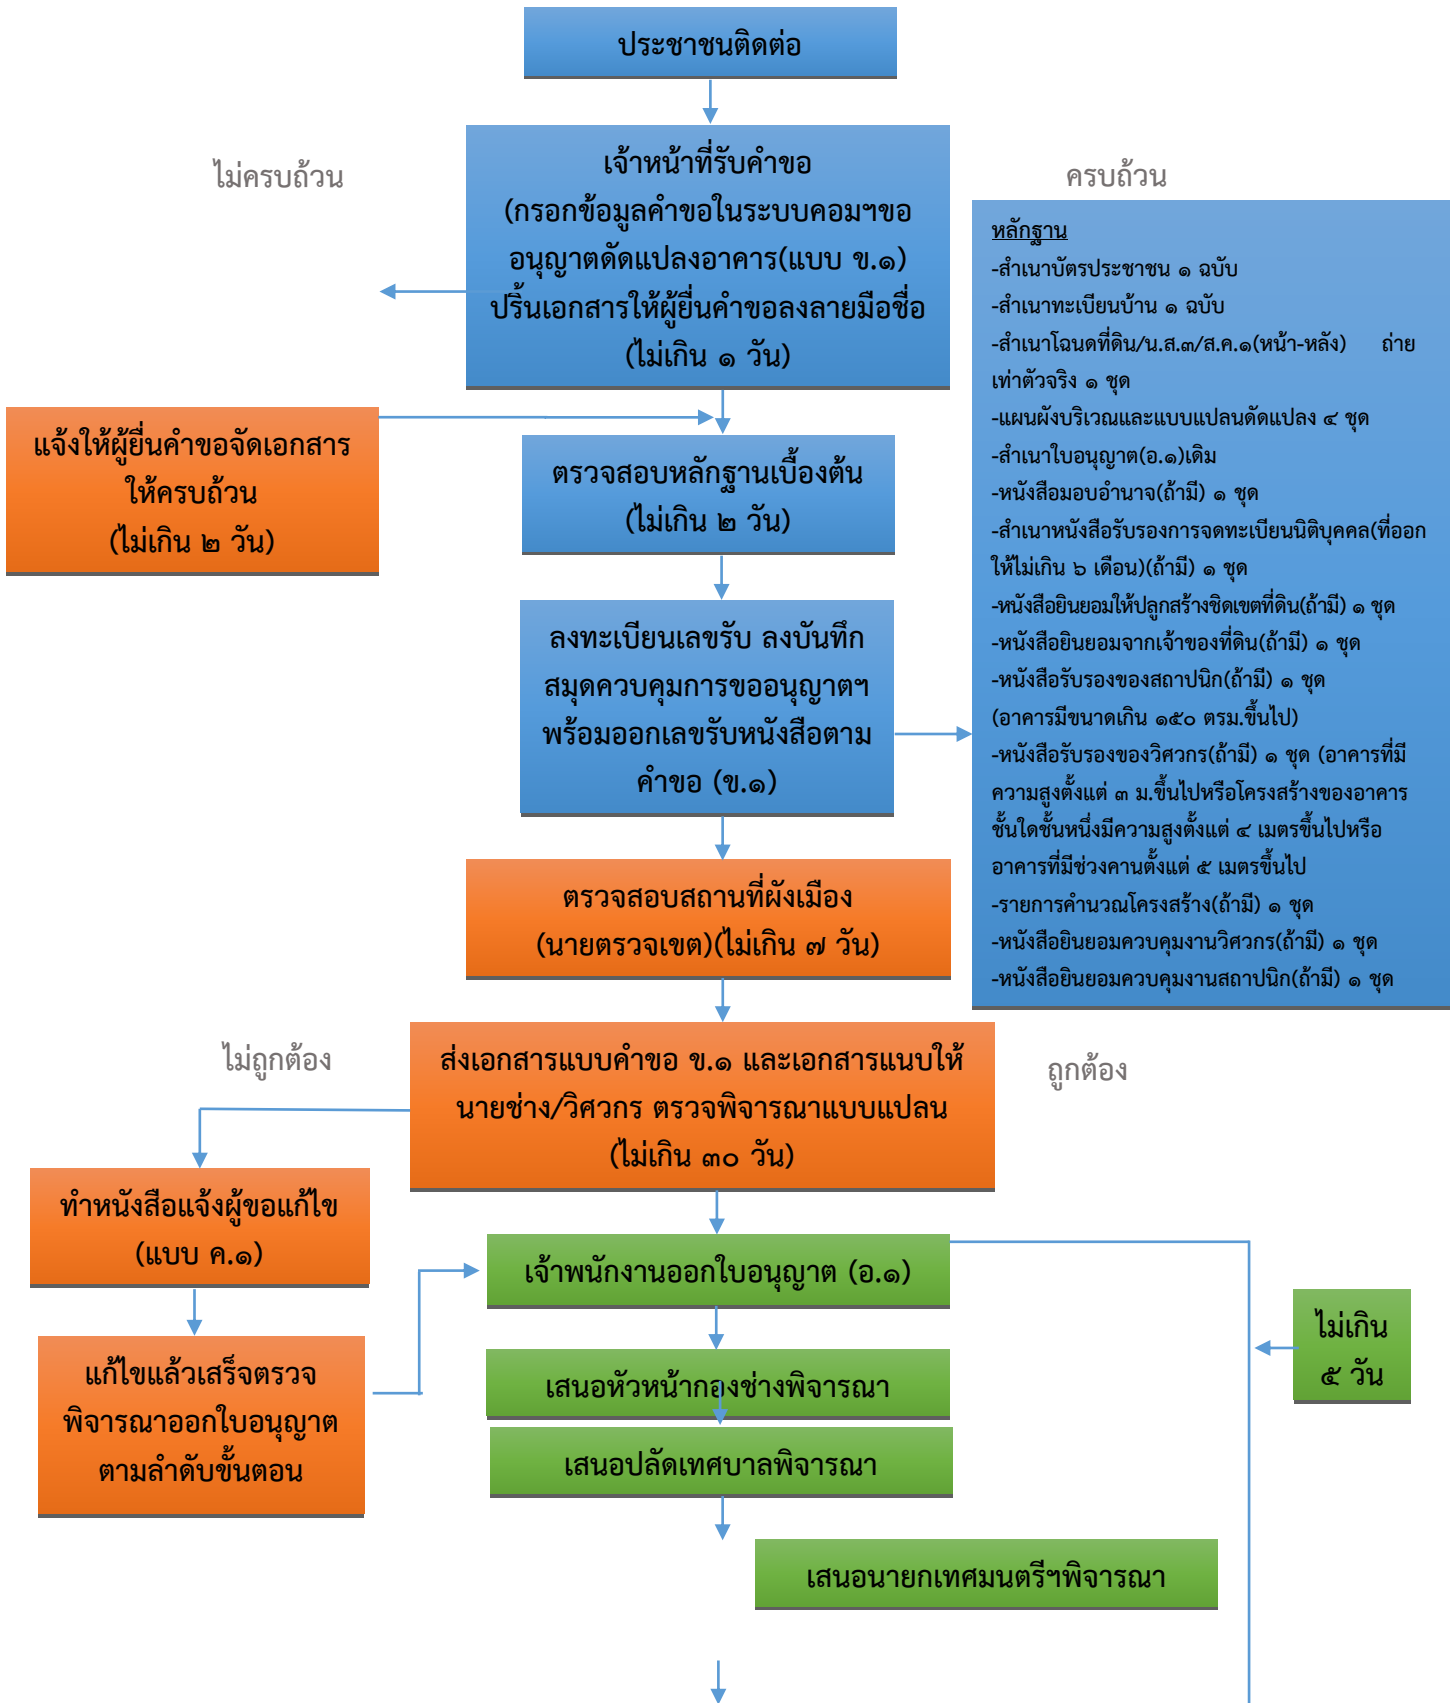 ประชาชนติดต่อ
ไม่ครบถ้วน
เจ้าหน้าที่รับคำขอ
(กรอกข้อมูลคำขอในระบบคอมฯขอ
อนุญาตดัดแปลงอาคาร(แบบ ข.๑)
ปริ้นเอกสารให้ผู้ยื่นคำขอลงลายมือชื่อ
(ไม่เกิน ๑ วัน)
ครบถ้วน
หลักฐาน
-สำเนาบัตรประชาชน ๑ ฉบับ
-สำเนาทะเบียนบ้าน ๑ ฉบับ
-สำเนาโฉนดที่ดิน/น.ส.๓/ส.ค.๑(หน้า-หลัง) ถ่าย
เท่าตัวจริง ๑ ชุด
-แผนผังบริเวณและแบบแปลนดัดแปลง ๔ ชุด
-สำเนาใบอนุญาต(อ.๑)เดิม
-หนังสือมอบอำนาจ(ถ้ามี) ๑ ชุด
-สำเนาหนังสือรับรองการจดทะเบียนนิติบุคคล(ที่ออก
ให้ไม่เกิน ๖ เดือน)(ถ้ามี) ๑ ชุด
-หนังสือยินยอมให้ปลูกสร้างชิดเขตที่ดิน(ถ้ามี) ๑ ชุด
-หนังสือยินยอมจากเจ้าของที่ดิน(ถ้ามี) ๑ ชุด
-หนังสือรับรองของสถาปนิก(ถ้ามี) ๑ ชุด
(อาคารมีขนาดเกิน ๑๕๐ ตรม.ขึ้นไป)
-หนังสือรับรองของวิศวกร(ถ้ามี) ๑ ชุด (อาคารที่มี
ความสูงตั้งแต่ ๓ ม.ขึ้นไปหรือโครงสร้างของอาคาร
ชั้นใดชั้นหนึ่งมีความสูงตั้งแต่ ๔ เมตรขึ้นไปหรือ
อาคารที่มีช่วงคานตั้งแต่ ๕ เมตรขึ้นไป
-รายการคำนวณโครงสร้าง(ถ้ามี) ๑ ชุด
-หนังสือยินยอมควบคุมงานวิศวกร(ถ้ามี) ๑ ชุด
-หนังสือยินยอมควบคุมงานสถาปนิก(ถ้ามี) ๑ ชุด
แจ้งให้ผู้ยื่นคำขอจัดเอกสาร
ให้ครบถ้วน
(ไม่เกิน ๒ วัน)
ตรวจสอบหลักฐานเบื้องต้น
(ไม่เกิน ๒ วัน)
ลงทะเบียนเลขรับ ลงบันทึก
สมุดควบคุมการขออนุญาตฯ
พร้อมออกเลขรับหนังสือตาม
คำขอ (ข.๑)
ตรวจสอบสถานที่ผังเมือง
(นายตรวจเขต)(ไม่เกิน ๗ วัน)
ไม่ถูกต้อง
ส่งเอกสารแบบคำขอ ข.๑ และเอกสารแนบให้
นายช่าง/วิศวกร ตรวจพิจารณาแบบแปลน
(ไม่เกิน ๓๐ วัน)
ถูกต้อง
ทำหนังสือแจ้งผู้ขอแก้ไข
(แบบ ค.๑)
เจ้าพนักงานออกใบอนุญาต (อ.๑)
ไม่เกิน
๕ วัน
แก้ไขแล้วเสร็จตรวจ
พิจารณาออกใบอนุญาต
ตามลำดับขั้นตอน
เสนอหัวหน้ากองช่างพิจารณา
เสนอปลัดเทศบาลพิจารณา
เสนอนายกเทศมนตรีฯพิจารณา